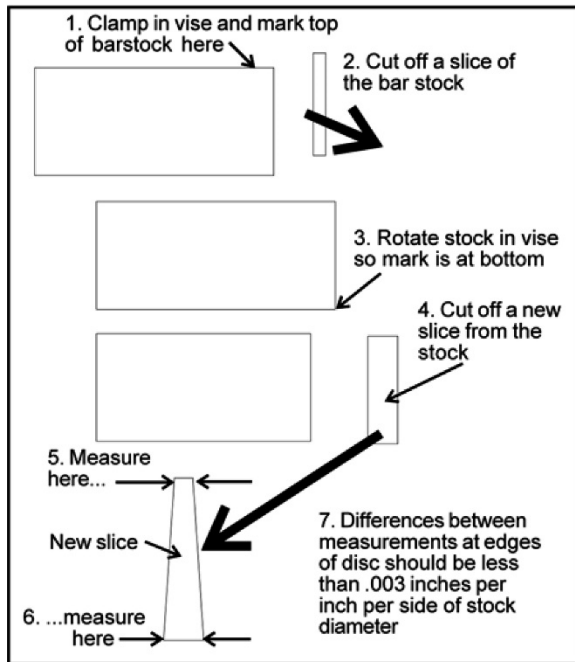 1. Clamp in vise and mark top
of barstock here
2. Cut off a slice of
the bar stock
3. Rotate stock in vise
so mark is at bottom
4. Cut off a new
slice from the
stock
5. Measure
here...
New slice
6. ...measure
here
7. Differences between
measurements at edges
of disc should be less
than .003 inches per
inch per side of stock
diameter